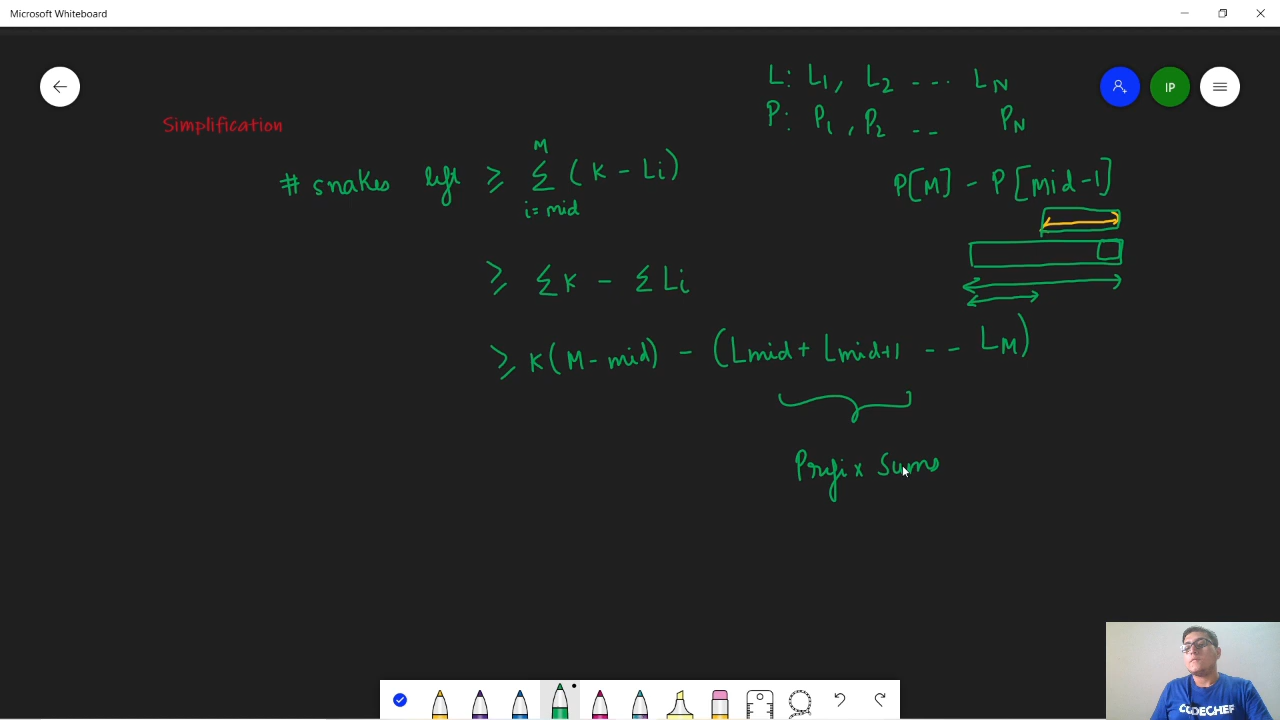 Microsoft Whiteboard
L: L1, L2 ---- LN
P: P1, P2 -- PN
IP
Simplification
# snakes left ≥ M Σ i=mid (K - Li)
P[M] - P[mid-1]
≥ ΣK - ΣLi
≥ K(M-mid) - (Lmid + Lmid+1 -- LM)
Prefix Sums
CODECHEF